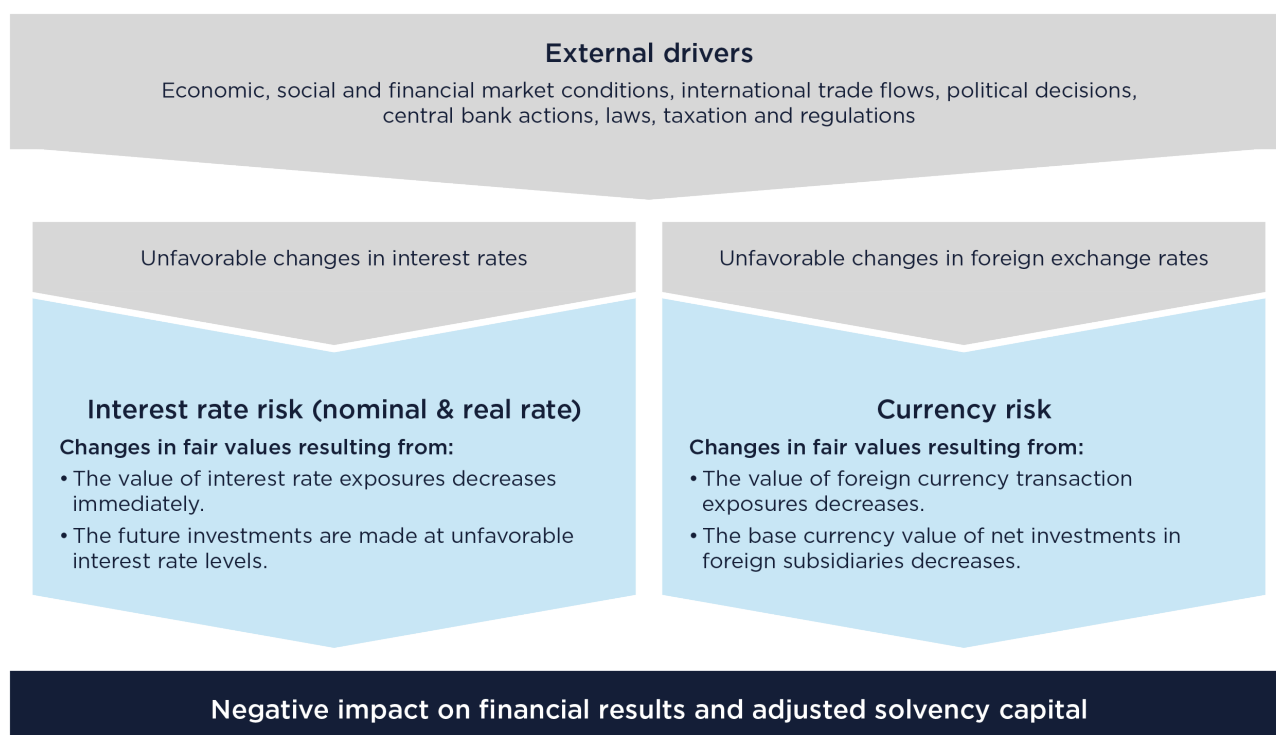 External drivers
Economic, social and financial market conditions, international trade flows, political decisions,
central bank actions, laws, taxation and regulations
Unfavorable changes in interest rates
Interest rate risk (nominal & real rate)
Changes in fair values resulting from:
• The value of interest rate exposures decreases
immediately.
• The future investments are made at unfavorable
interest rate levels.
Unfavorable changes in foreign exchange rates
Currency risk
Changes in fair values resulting from:
• The value of foreign currency transaction
exposures decreases.
• The base currency value of net investments in
foreign subsidiaries decreases.
Negative impact on financial results and adjusted solvency capital